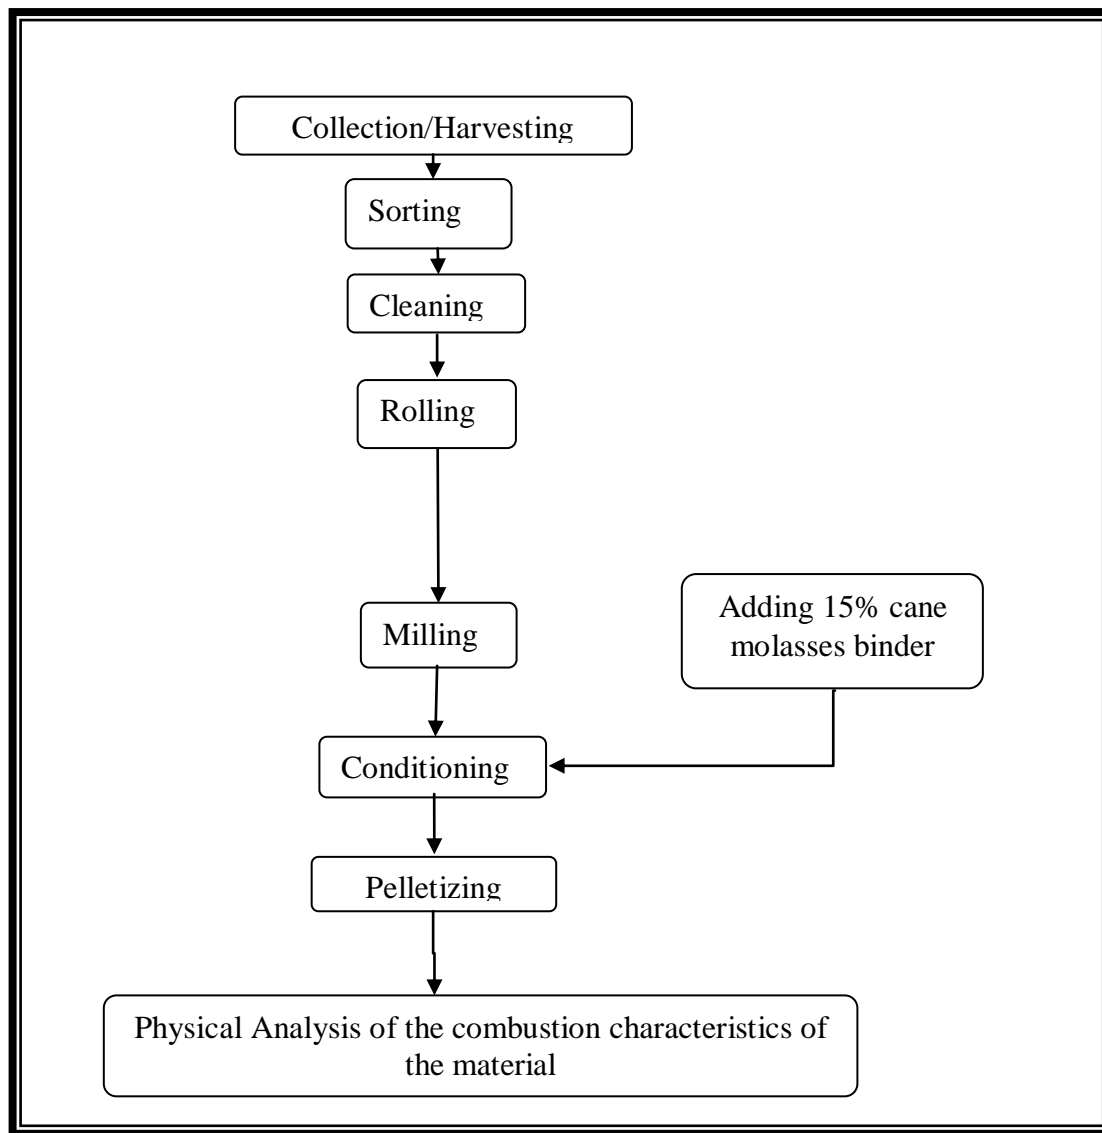 Collection/Harvesting
Sorting
Cleaning
Rolling
Milling
Adding 15% cane
molasses binder
Conditioning
Pelletizing
Physical Analysis of the combustion characteristics of
the material